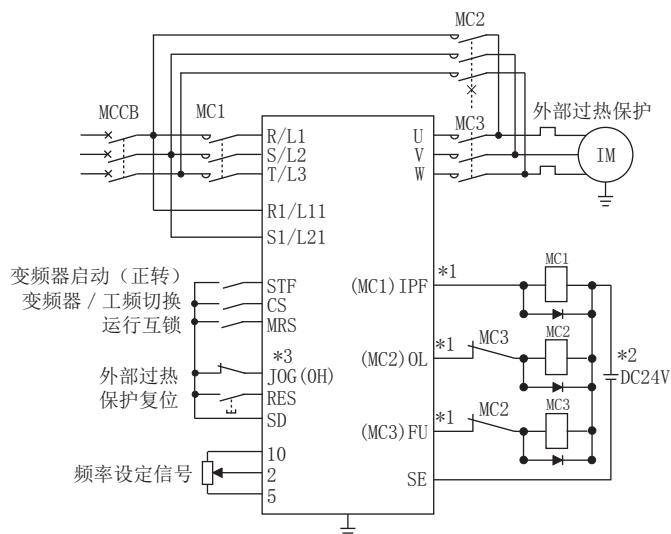 MC2
MCCB
MC1
MC3
外部过热保护
R/L1
S/L2
T/L3
U
V
W
IM
R1/L11
S1/L21
变频器启动（正转）
变频器/工频切换
运行互锁
STF
CS
MRS
(MC1)IPF
*1
MC1
*3
外部过热
保护复位
JOG(OH)
RES
SD
(MC2)OL
*1
MC3
MC2
*2
DC24V
(MC3)FU
*1
MC2
MC3
频率设定信号
10
2
5
SE